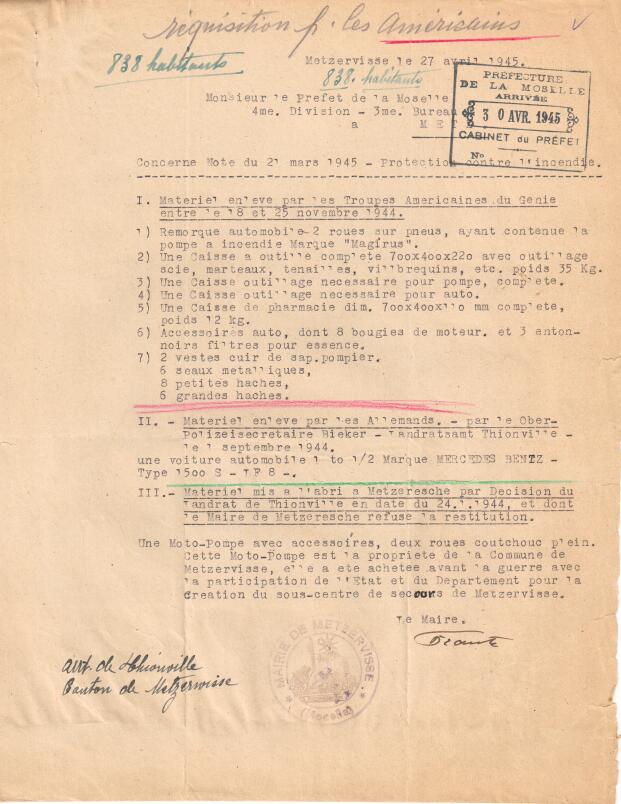 réquisition p. les Américains
838 habitants
Metzervisse le 27 avril 1945.
838. habitants
Monsieur le Prefet de la Moselle
4me. Division - 3me. Bureau
a MET
PRÉFECTURE
DE LA MOSELLE
ARRIVÉE
3 0 AVR. 1945
CABINET du PRÉFET
No
Concerne Note du 21 mars 1945 - Protection contre l'incendie.
I. Materiel enleve par les Troupes Americaines du Genie
entre le 18 et 25 novembre 1944.
1) Remorque automobile-2 roues sur pneus, ayant contenue la
pompe a incendie Marque "Magirus".
2) Une Caisse a outile complete 7oox4oox22o avec outillage
scie, marteaux, tenailles, villbrequins, etc. poids 35 Kg.
3) Une Caisse outillage necessaire pour pompe, complete.
4) Une Caisse outillage necessaire pour auto.
5) Une Caisse de pharmacie dim. 7oox4oox11o mm complete,
poids 12 kg.
6) Accessoires auto, dont 8 bougies de moteur. et 3 enton-
noirs filtres pour essence.
7) 2 vestes cuir de sap.pompier.
6 seaux metalliques,
8 petites haches,
6 grandes haches.
II. - Materiel enleve par les Allemands. - par le Ober-
Polizeisecretaire Bieker - Landratsamt Thionville -
le 1 septembre 1944.
une voiture automobile 1 to 1/2 Marque MERCEDES BENTZ -
Type 15oo S - LF 8 -.
III.- Materiel mis a l'abri a Metzeresche par Decision du
Landrat de Thionville en date du 24.1.1944, et dont
le Maire de Metzeresche refuse la restitution.
Une Moto-Pompe avec accessoires, deux roues coutchouc plein.
Cette Moto-Pompe est la propriete de la Commune de
Metzervisse, elle a ete achetee avant la guerre avec
la participation de l'Etat et du Departement pour la
creation du sous-centre de secours de Metzervisse.
Le Maire.
MAIRIE DE METZERVISSE
(Moselle)
arr. de Thionville
Canton de Metzervisse